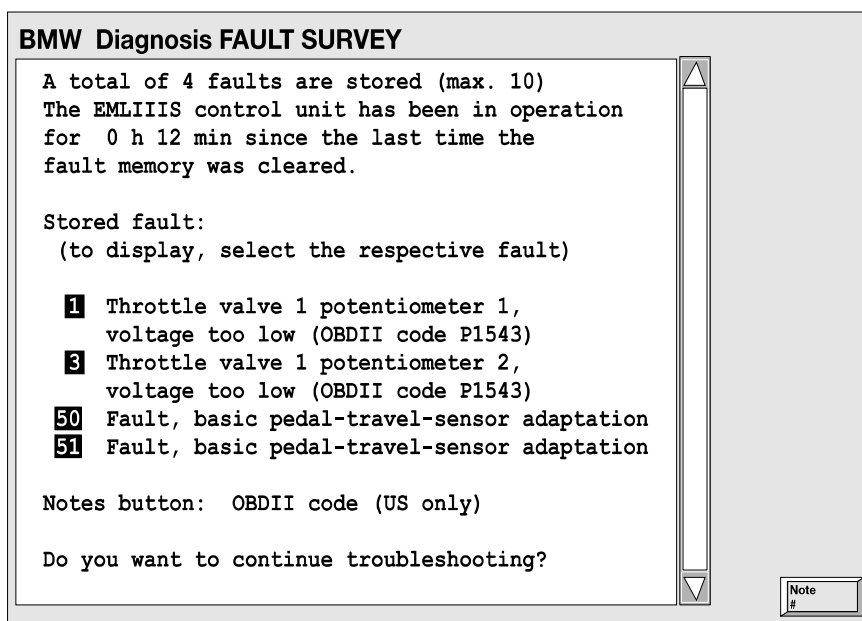 BMW Diagnosis FAULT SURVEY
A total of 4 faults are stored (max. 10)
The EMLIIIS control unit has been in operation
for 0 h 12 min since the last time the
fault memory was cleared.
Stored fault:
(to display, select the respective fault)
1 Throttle valve 1 potentiometer 1,
voltage too low (OBDII code P1543)
3 Throttle valve 1 potentiometer 2,
voltage too low (OBDII code P1543)
50 Fault, basic pedal-travel-sensor adaptation
51 Fault, basic pedal-travel-sensor adaptation
Notes button: OBDII code (US only)
Do you want to continue troubleshooting?
Note
#